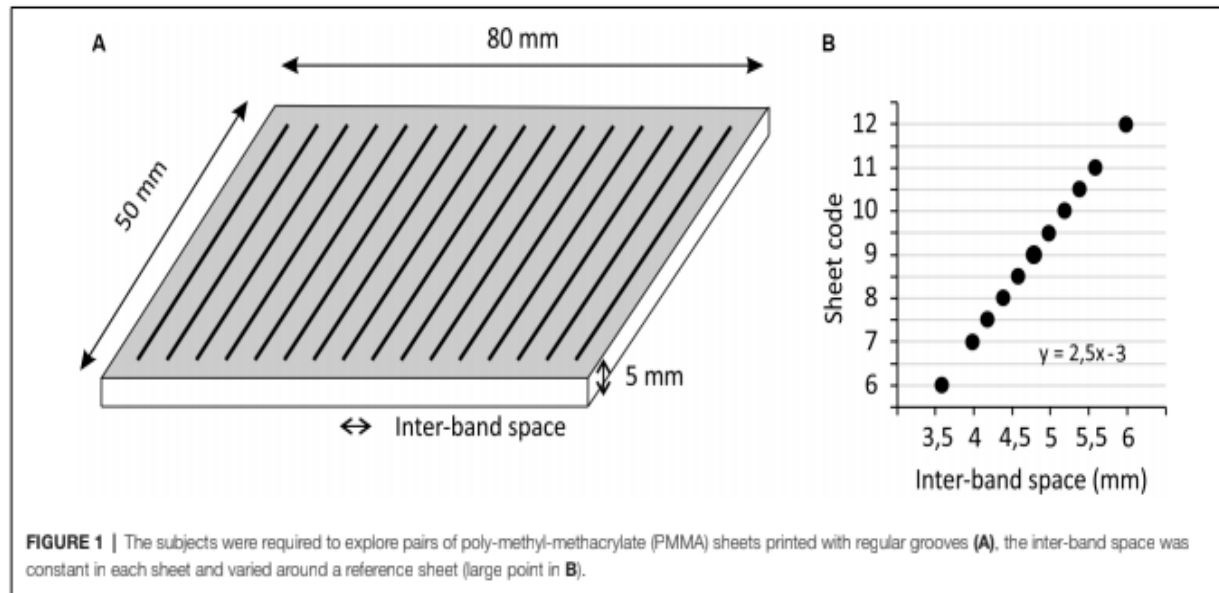 A
80 mm
50 mm
5 mm
Inter-band space
B
Sheet code
12
11
10
9
8
7
6
y = 2,5x - 3
3,5 4 4,5 5 5,5 6
Inter-band space (mm)
FIGURE 1 | The subjects were required to explore pairs of poly-methyl-methacrylate (PMMA) sheets printed with regular grooves (A), the inter-band space was
constant in each sheet and varied around a reference sheet (large point in B).